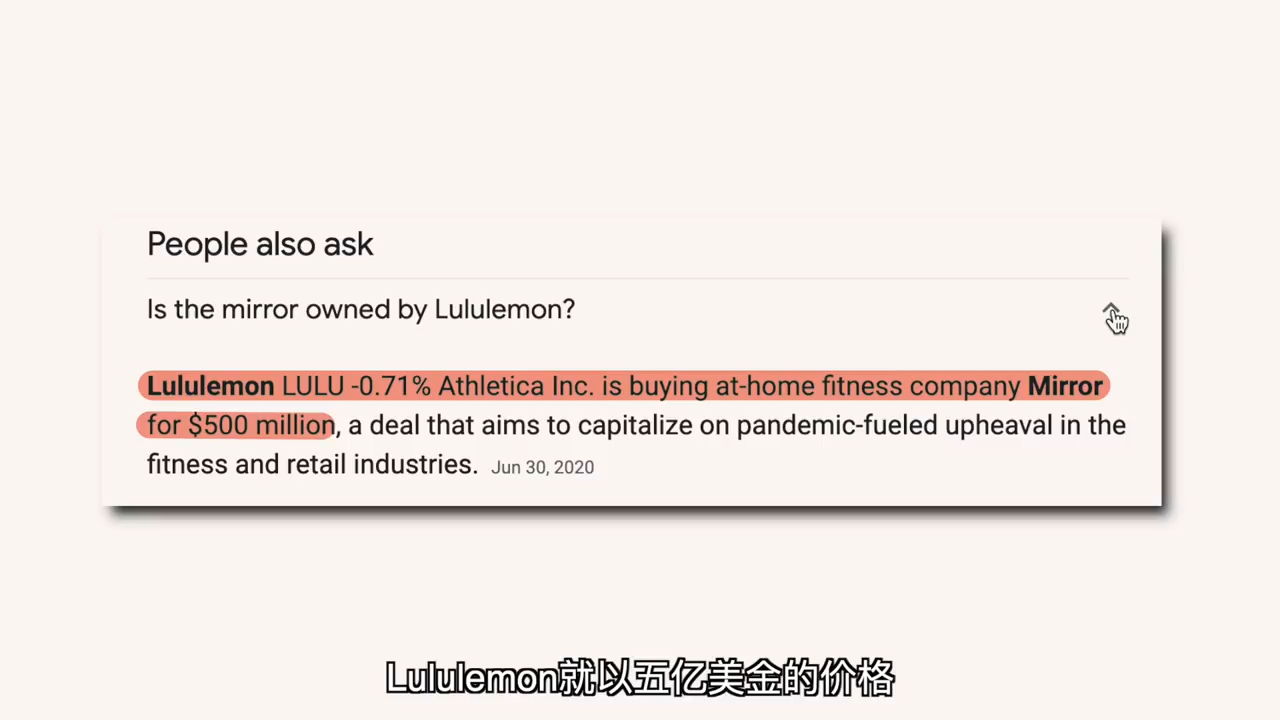 People also ask
Is the mirror owned by Lululemon?
Lululemon LULU -0.71% Athletica Inc. is buying at-home fitness company Mirror
for $500 million, a deal that aims to capitalize on pandemic-fueled upheaval in the
fitness and retail industries. Jun 30, 2020
Lululemon就以五亿美金的价格